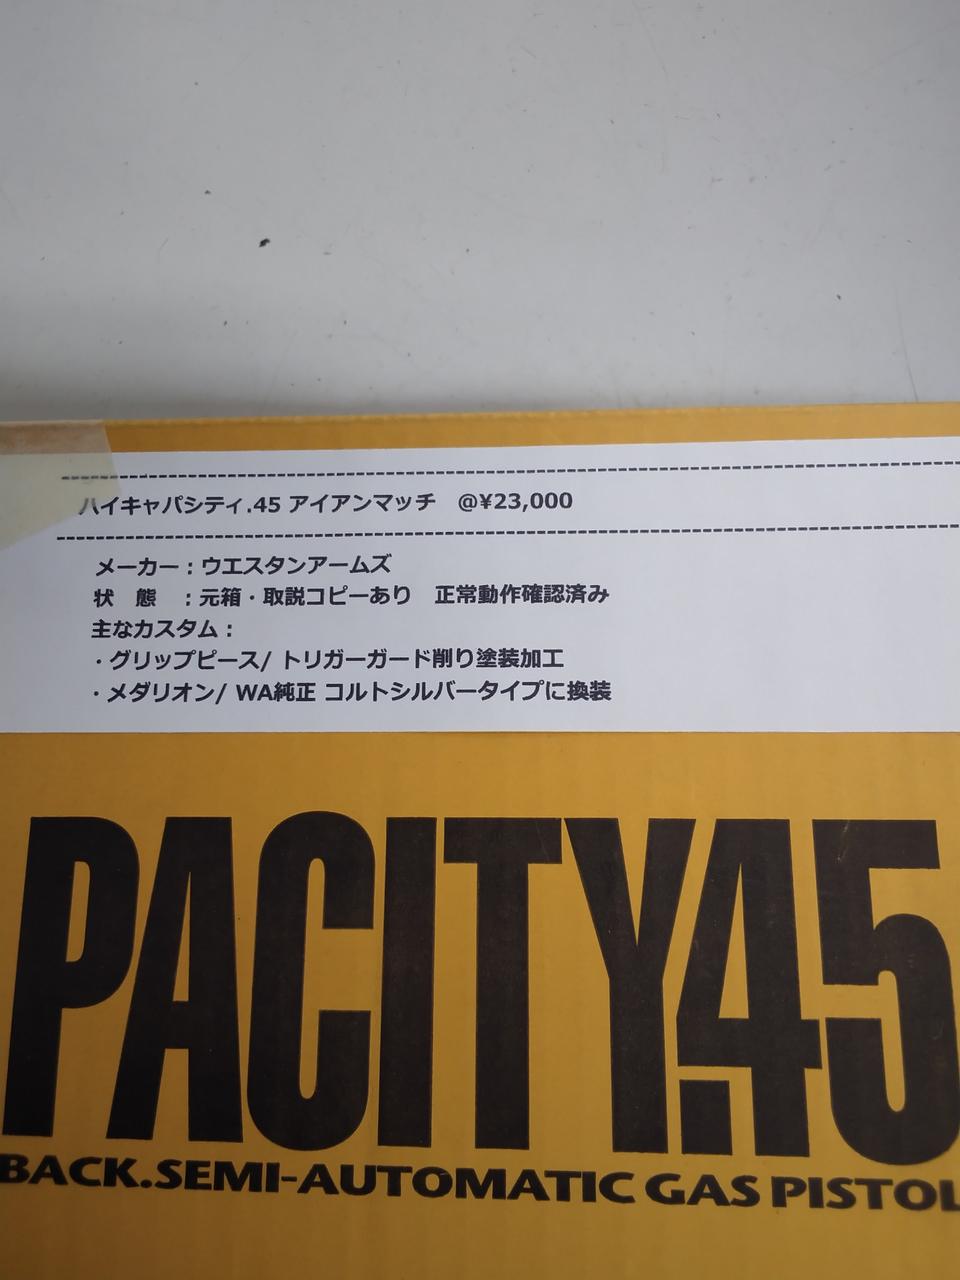 ハイキャパシティ.45 アイアンマッチ　@¥23,000
メーカー：ウエスタンアームズ
状　態　：元箱・取説コピーあり　正常動作確認済み
主なカスタム：
・グリップピース/ トリガーガード削り塗装加工
・メダリオン/ WA純正 コルトシルバータイプに換装
PACITY.45
BACK.SEMI-AUTOMATIC GAS PISTOL